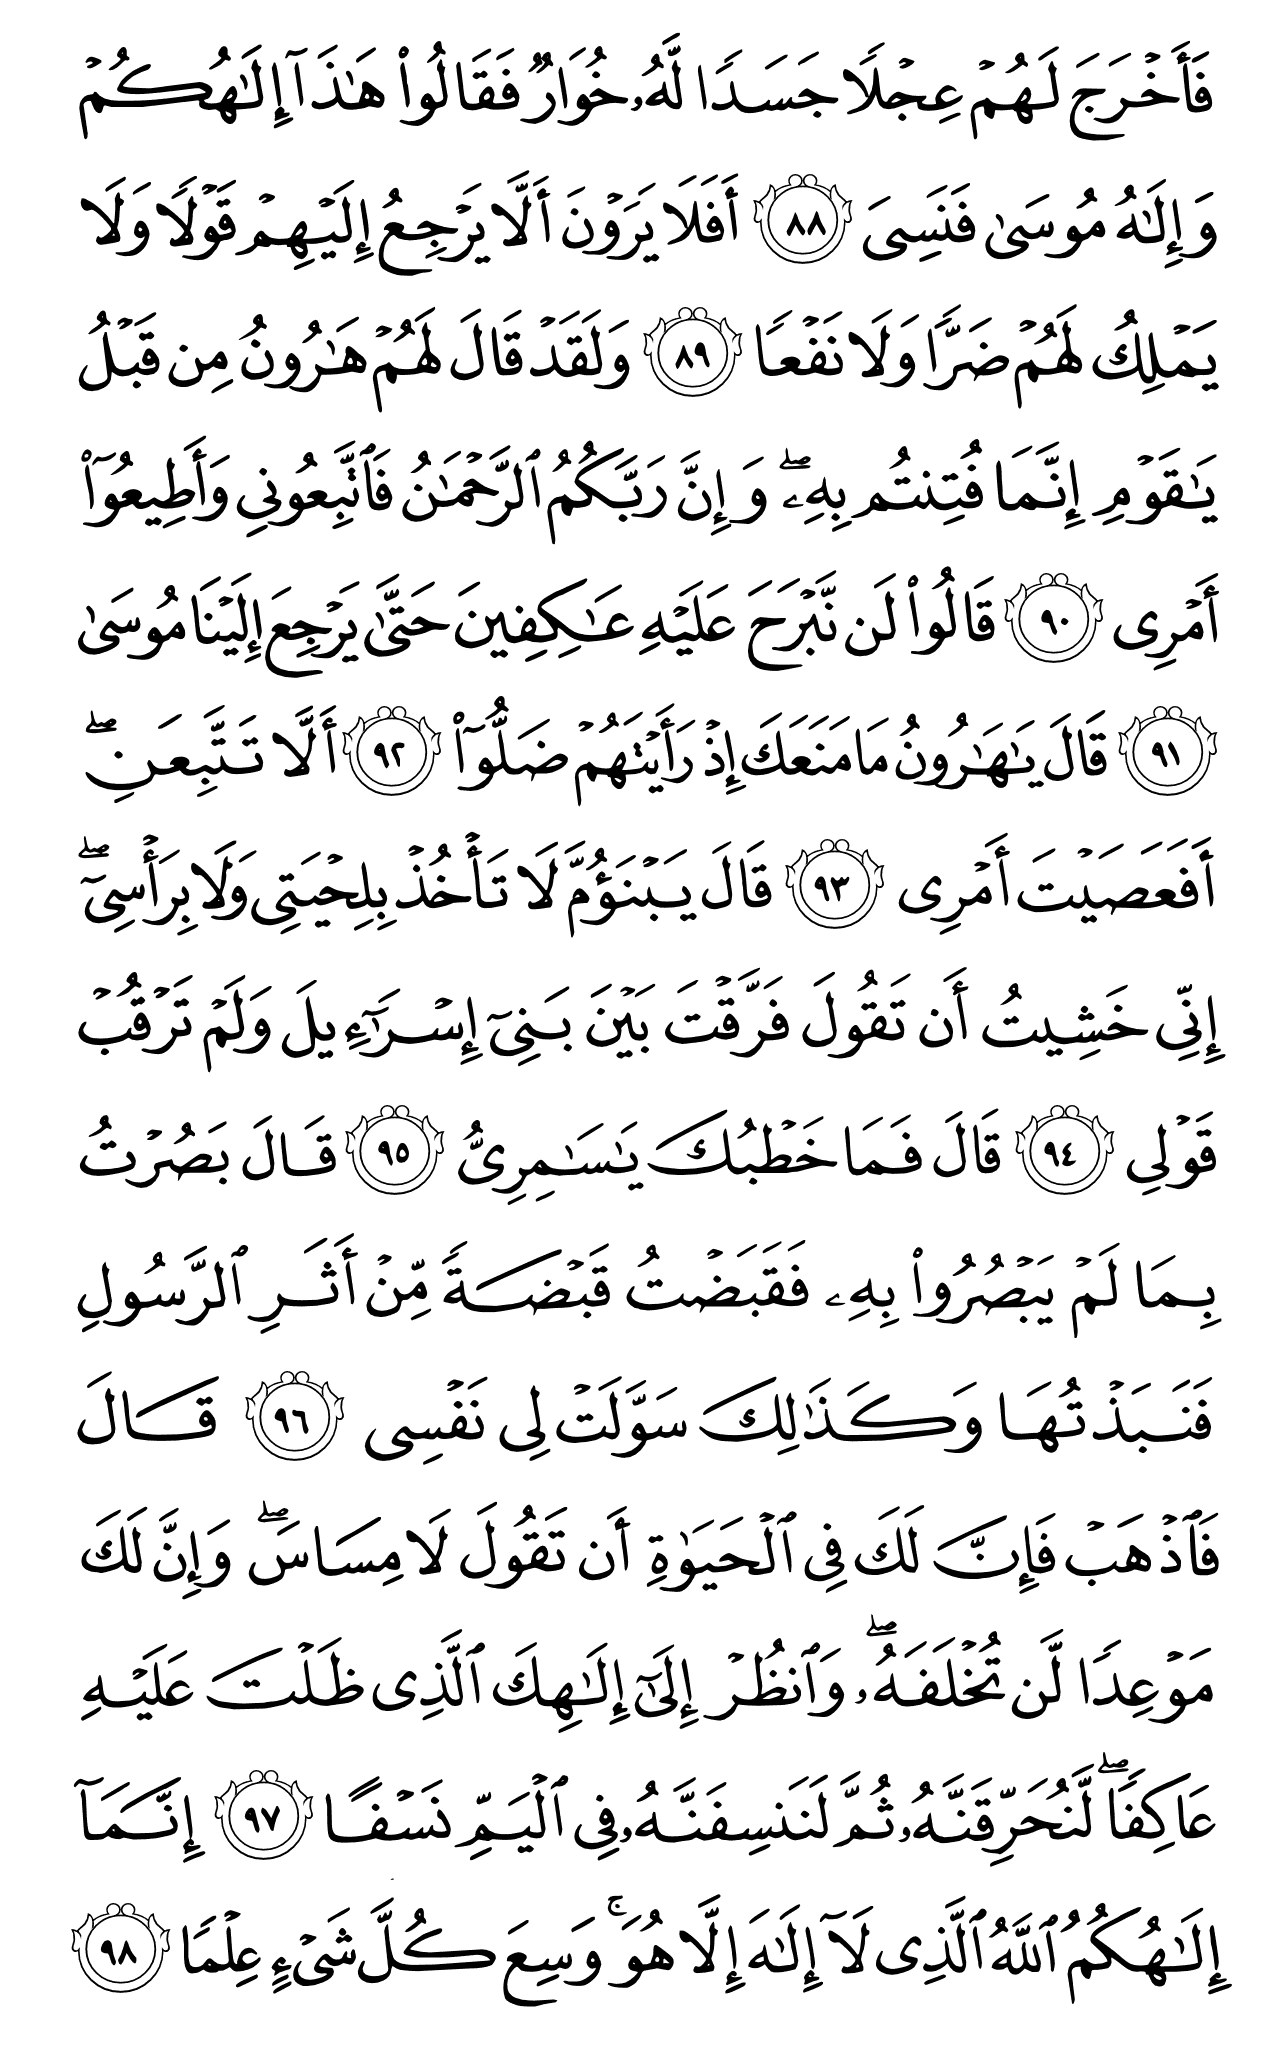 فَأَخۡرَجَ لَهُمۡ عِجۡلٗا جَسَدٗا لَّهُۥ خُوَارٞ فَقَالُواْ هَٰذَآ إِلَٰهُكُمۡ
وَإِلَٰهُ مُوسَىٰ فَنَسِيَ ٨٨ أَفَلَا يَرَوۡنَ أَلَّا يَرۡجِعُ إِلَيۡهِمۡ قَوۡلٗا وَلَا
يَمۡلِكُ لَهُمۡ ضَرّٗا وَلَا نَفۡعٗا ٨٩ وَلَقَدۡ قَالَ لَهُمۡ هَٰرُونُ مِن قَبۡلُ
يَٰقَوۡمِ إِنَّمَا فُتِنتُم بِهِۦۖ وَإِنَّ رَبَّكُمُ ٱلرَّحۡمَٰنُ فَٱتَّبِعُونِي وَأَطِيعُوٓاْ
أَمۡرِي ٩٠ قَالُواْ لَن نَّبۡرَحَ عَلَيۡهِ عَٰكِفِينَ حَتَّىٰ يَرۡجِعَ إِلَيۡنَا مُوسَىٰ
٩١ قَالَ يَٰهَٰرُونُ مَا مَنَعَكَ إِذۡ رَأَيۡتَهُمۡ ضَلُّوٓاْ ٩٢ أَلَّا تَتَّبِعَنِۖ
أَفَعَصَيۡتَ أَمۡرِي ٩٣ قَالَ يَبۡنَؤُمَّ لَا تَأۡخُذۡ بِلِحۡيَتِي وَلَا بِرَأۡسِيٓۖ
إِنِّي خَشِيتُ أَن تَقُولَ فَرَّقۡتَ بَيۡنَ بَنِيٓ إِسۡرَٰٓءِيلَ وَلَمۡ تَرۡقُبۡ
قَوۡلِي ٩٤ قَالَ فَمَا خَطۡبُكَ يَٰسَٰمِرِيُّ ٩٥ قَالَ بَصُرۡتُ
بِمَا لَمۡ يَبۡصُرُواْ بِهِۦ فَقَبَضۡتُ قَبۡضَةٗ مِّنۡ أَثَرِ ٱلرَّسُولِ
فَنَبَذۡتُهَا وَكَذَٰلِكَ سَوَّلَتۡ لِي نَفۡسِي ٩٦ قَالَ
فَٱذۡهَبۡ فَإِنَّ لَكَ فِي ٱلۡحَيَوٰةِ أَن تَقُولَ لَا مِسَاسَۖ وَإِنَّ لَكَ
مَوۡعِدٗا لَّن تُخۡلَفَهُۥۖ وَٱنظُرۡ إِلَىٰٓ إِلَٰهِكَ ٱلَّذِي ظَلۡتَ عَلَيۡهِ
عَاكِفٗاۖ لَّنُحَرِّقَنَّهُۥ ثُمَّ لَنَنسِفَنَّهُۥ فِي ٱلۡيَمِّ نَسۡفًا ٩٧ إِنَّمَآ
إِلَٰهُكُمُ ٱللَّهُ ٱلَّذِي لَآ إِلَٰهَ إِلَّا هُوَۚ وَسِعَ كُلَّ شَيۡءٍ عِلۡمٗا ٩٨